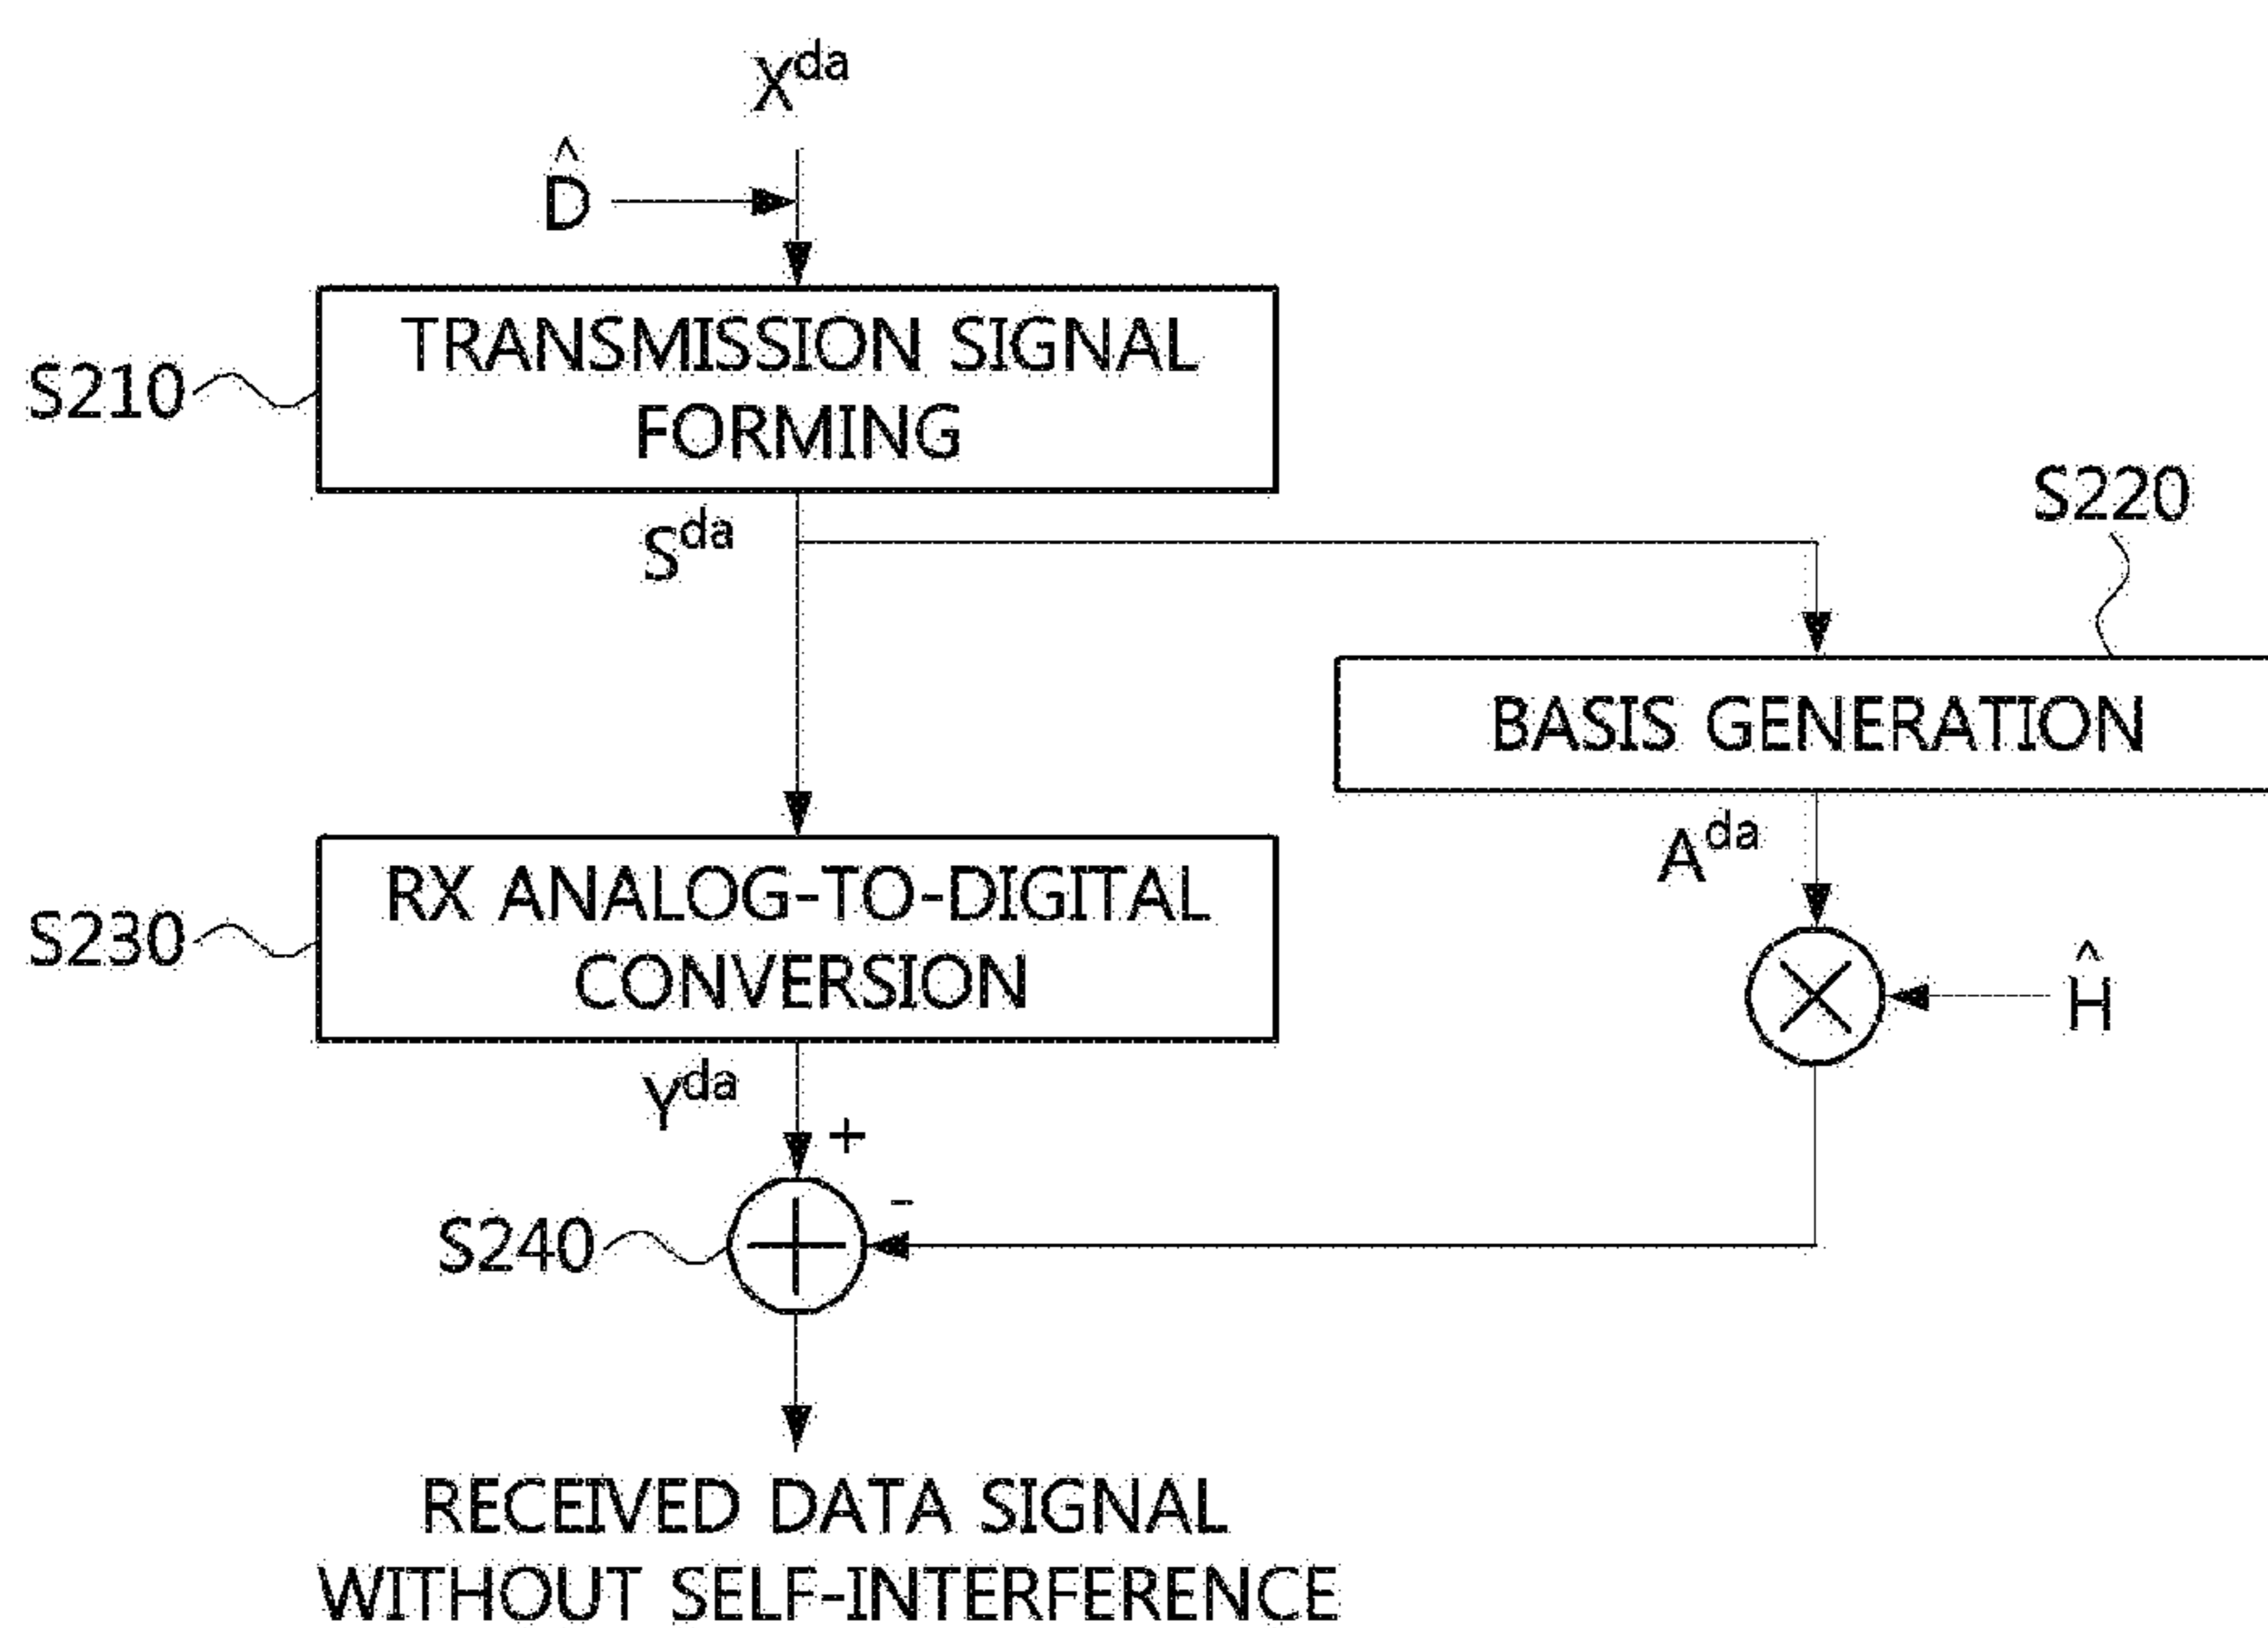 X^da
D̂
TRANSMISSION SIGNAL
FORMING
S210
S^da
S220
BASIS GENERATION
A^da
RX ANALOG-TO-DIGITAL
CONVERSION
S230
Ĥ
Y^da
+
-
S240
RECEIVED DATA SIGNAL
WITHOUT SELF-INTERFERENCE